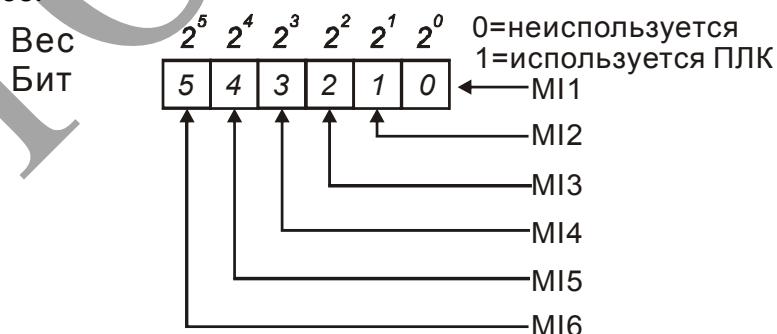 Вес 2⁵ 2⁴ 2³ 2² 2¹ 2⁰ 0=неиспользуется
1=используется ПЛК
Бит 5 4 3 2 1 0 MI1
MI2
MI3
MI4
MI5
MI6